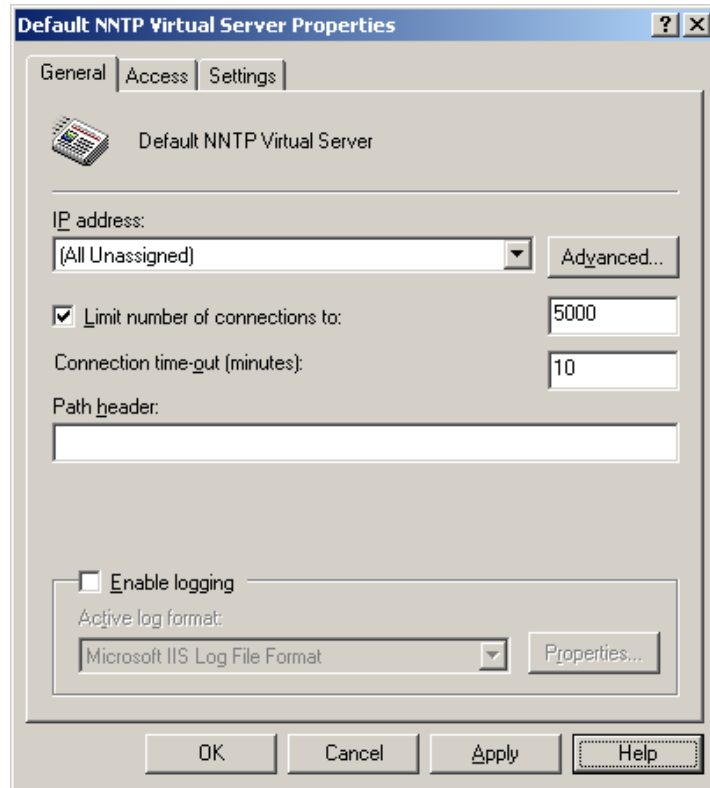 Default NNTP Virtual Server Properties ? X
General Access Settings
Default NNTP Virtual Server
IP address:
(All Unassigned) Advanced...
Limit number of connections to: 5000
Connection time-out (minutes): 10
Path header:
Enable logging
Active log format:
Microsoft IIS Log File Format Properties...
OK Cancel Apply Help